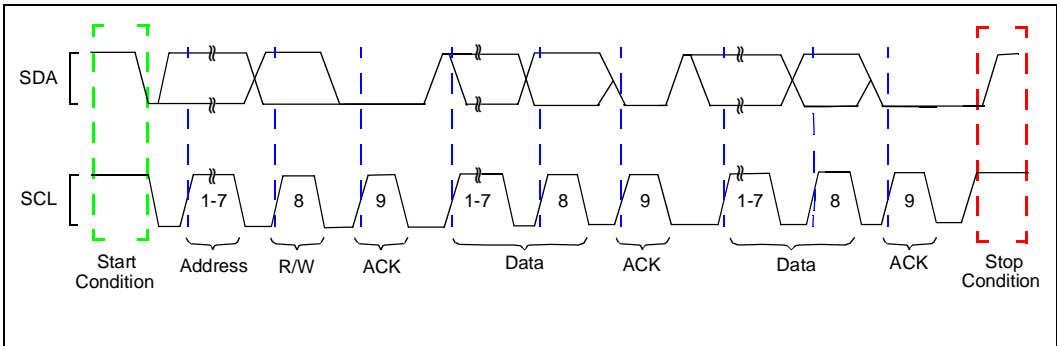 SDA
SCL
1-7
8
9
1-7
8
9
1-7
8
9
Start
Condition
Address
R/W
ACK
Data
ACK
Data
ACK
Stop
Condition